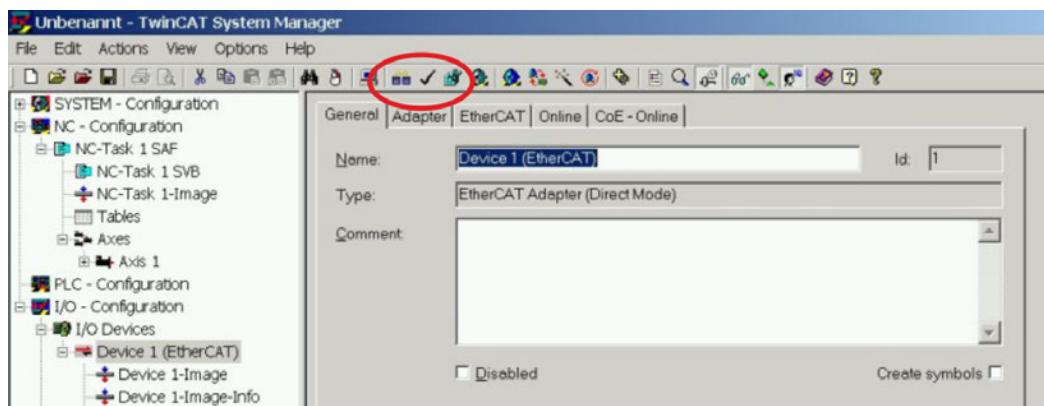 Unbenannt - TwinCAT System Manager
File Edit Actions View Options Help
SYSTEM - Configuration
NC - Configuration
NC-Task 1 SAF
NC-Task 1 SVB
NC-Task 1-Image
Tables
Axes
Axis 1
PLC - Configuration
I/O - Configuration
I/O Devices
Device 1 (EtherCAT)
Device 1-Image
Device 1-Image-Info
General Adapter EtherCAT Online CoE - Online
Name: Device 1 (EtherCAT) Id: 1
Type: EtherCAT Adapter (Direct Mode)
Comment:
Disabled Create symbols